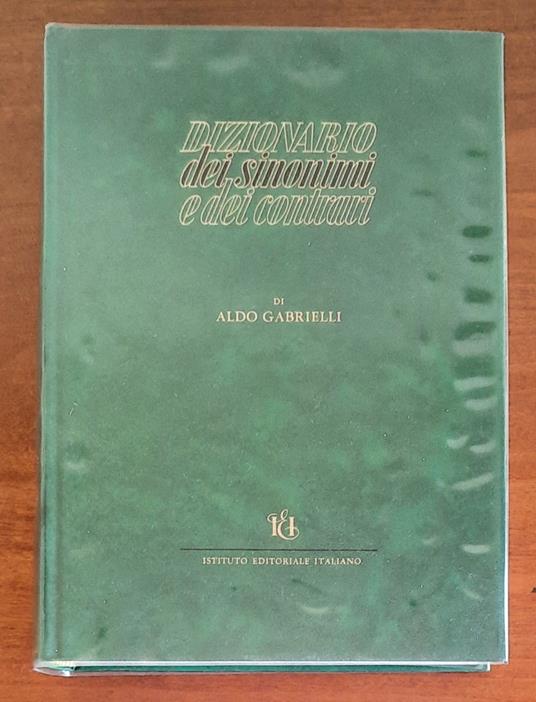 DIZIONARIO
dei sinonimi
e dei contrari
DI
ALDO GABRIELLI
IEI
ISTITUTO EDITORIALE ITALIANO